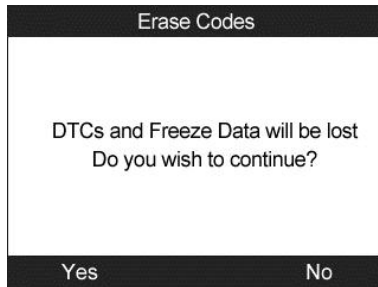 Erase Codes
DTCs and Freeze Data will be lost
Do you wish to continue?
Yes No